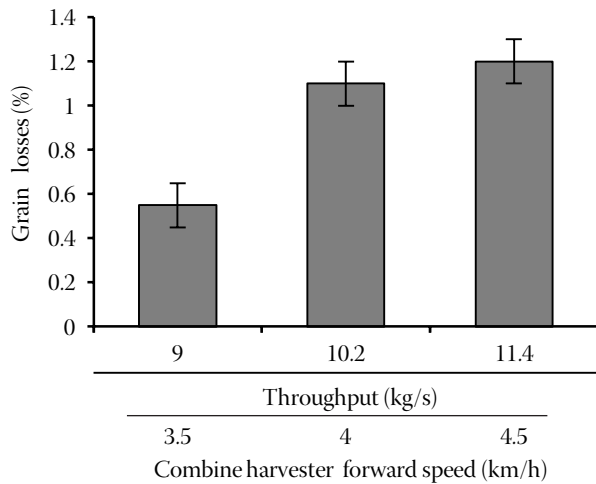 1.4
1.2
1
0.8
0.6
0.4
0.2
0
Grain losses (%)
9 10.2 11.4
Throughput (kg/s)
3.5 4 4.5
Combine harvester forward speed (km/h)